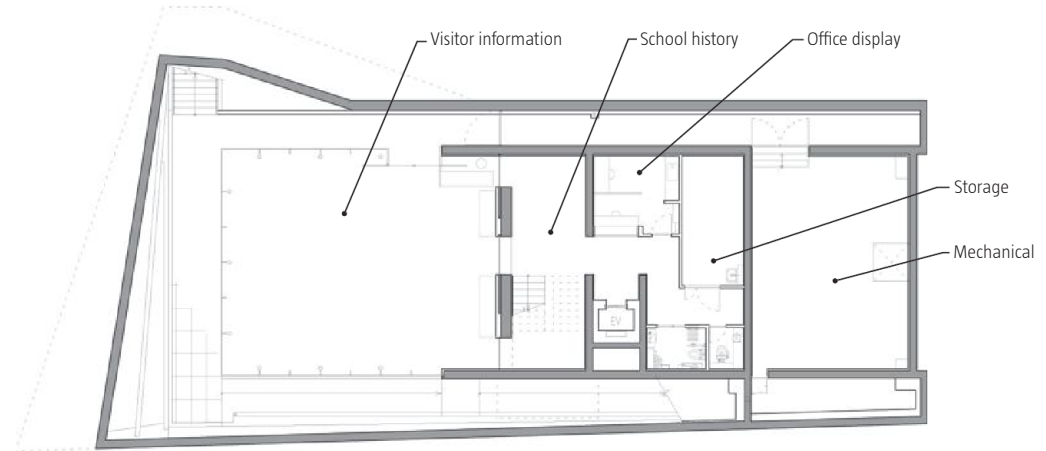 Visitor information
School history
Office display
Storage
Mechanical
EV